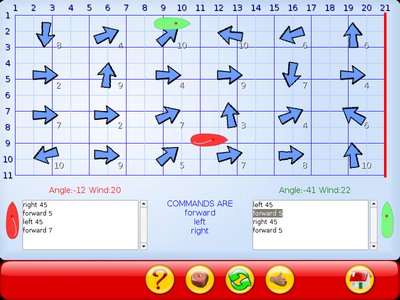 1 2 3 4 5 6 7 8 9 10 11 12 13 14 15 16 17 18 19 20 21
1
2
8 4 10 10 6 6
3
4
5
5 2 4 9 7 4
6
7
7 2 7 3 4 6
8
9
10
10 9 5 7 8 10
11
Angle:-12 Wind:20
Angle:-41 Wind:22
right 45
forward 5
left 45
forward 7
COMMANDS ARE
forward
left
right
left 45
forward 5
right 45
forward 5
?